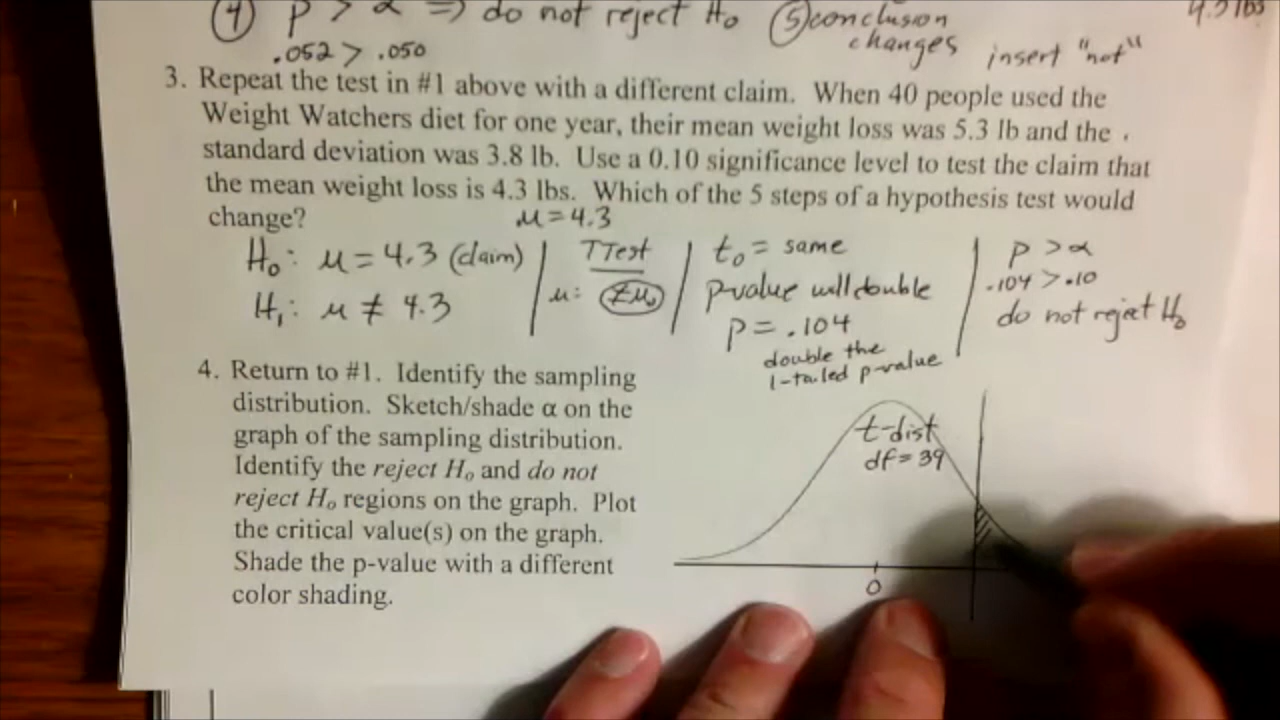 ④ p > α ⇒ do not reject H₀ ⑤ conclusion
.052 > .050
changes insert "not"
3. Repeat the test in #1 above with a different claim. When 40 people used the
Weight Watchers diet for one year, their mean weight loss was 5.3 lb and the
standard deviation was 3.8 lb. Use a 0.10 significance level to test the claim that
the mean weight loss is 4.3 lbs. Which of the 5 steps of a hypothesis test would
change?
μ = 4.3
H₀: μ = 4.3 (claim)
H₁: μ ≠ 4.3
TTest
μ: ≠μ₀
t₀ = same
p-value will double
p = .104
double the
1-tailed p-value
p > α
.104 > .10
do not reject H₀
4. Return to #1. Identify the sampling
distribution. Sketch/shade α on the
graph of the sampling distribution.
Identify the reject H₀ and do not
reject H₀ regions on the graph. Plot
the critical value(s) on the graph.
Shade the p-value with a different
color shading.
t-dist
df = 39
0